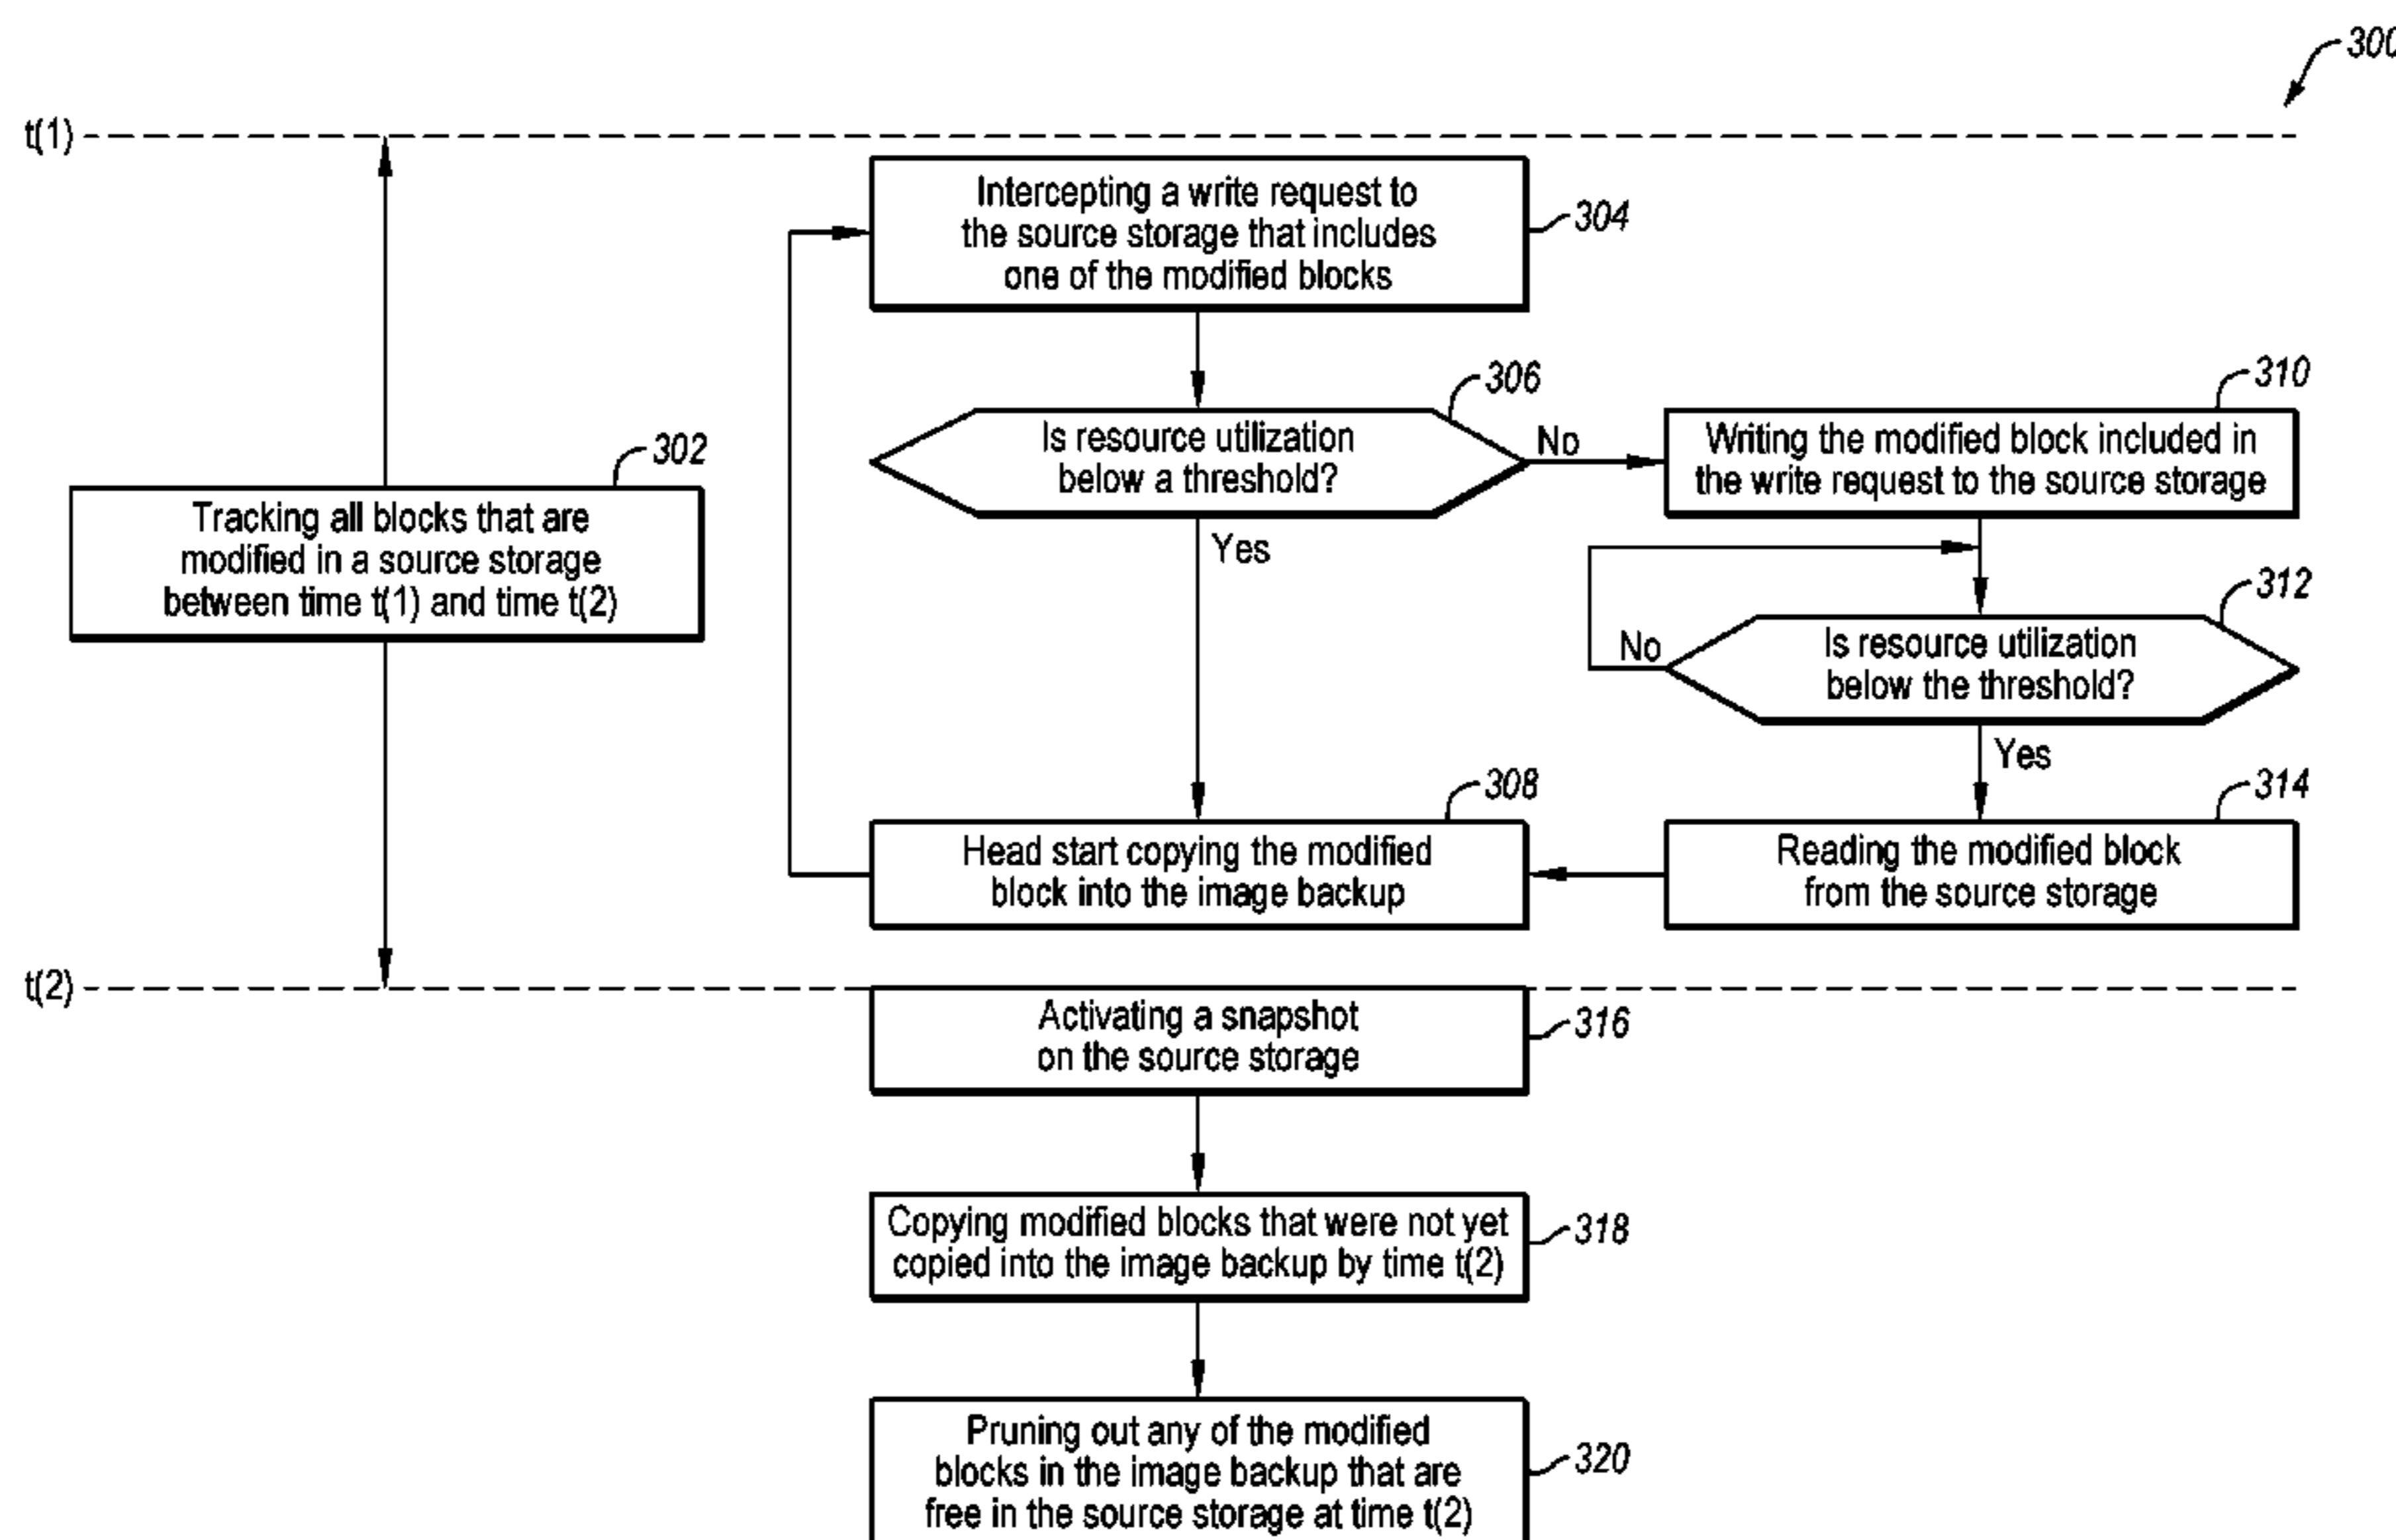 300
t(1)
Intercepting a write request to
the source storage that includes
one of the modified blocks
304
306
310
Is resource utilization
below a threshold?
No
Writing the modified block included in
the write request to the source storage
302
Tracking all blocks that are
modified in a source storage
between time t(1) and time t(2)
Yes
312
No
Is resource utilization
below the threshold?
Yes
308
314
Head start copying the modified
block into the image backup
Reading the modified block
from the source storage
t(2)
Activating a snapshot
on the source storage
316
Copying modified blocks that were not yet
copied into the image backup by time t(2)
318
Pruning out any of the modified
blocks in the image backup that are
free in the source storage at time t(2)
320